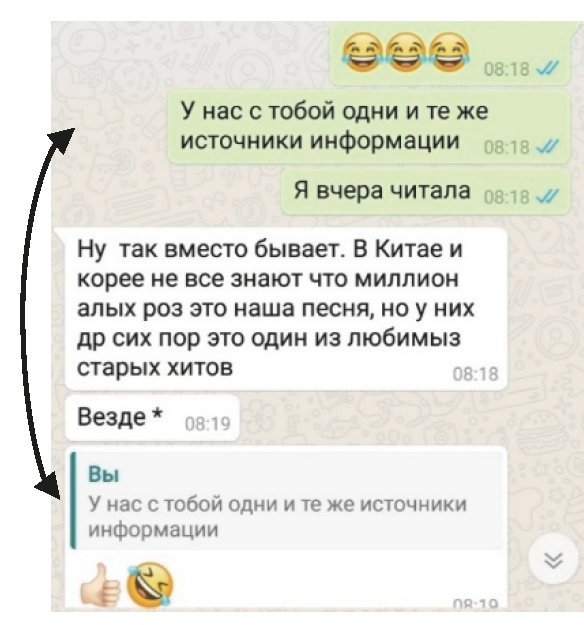 😂😂😂 08:18
У нас с тобой одни и те же
источники информации 08:18
Я вчера читала 08:18
Ну так вместо бывает. В Китае и
корее не все знают что миллион
алых роз это наша песня, но у них
др сих пор это один из любимыз
старых хитов
08:18
Везде * 08:19
Вы
У нас с тобой одни и те же источники
информации
👍🏻🤣
08:19